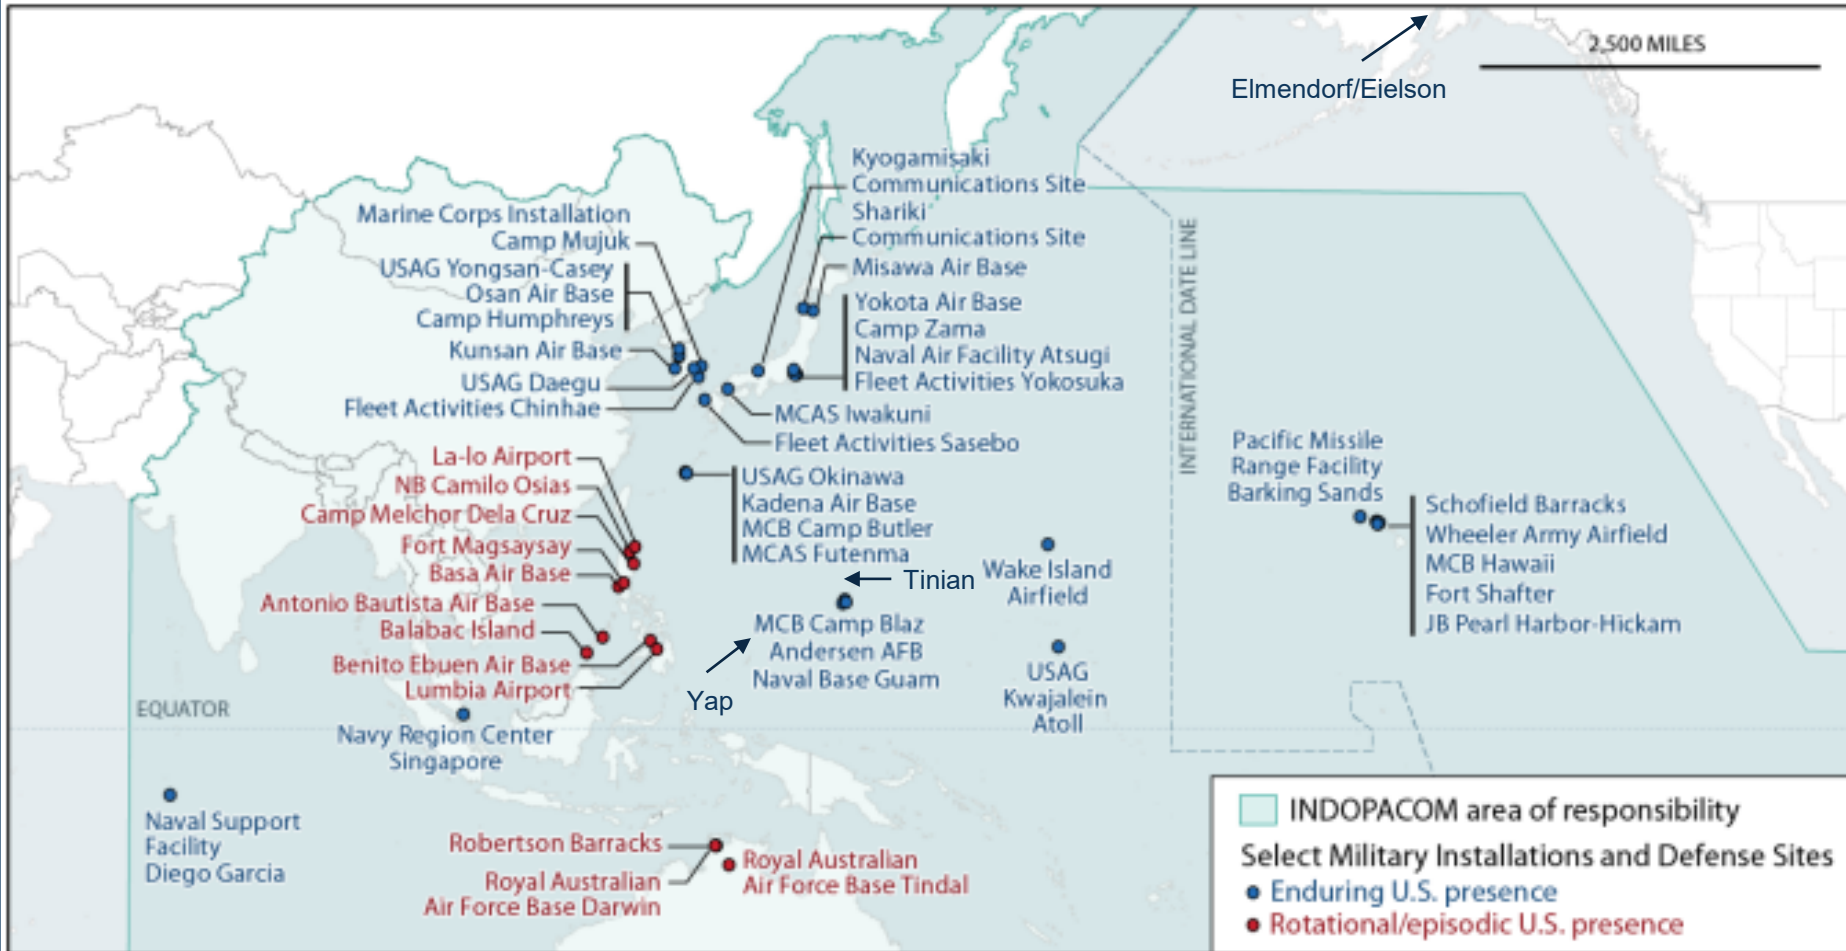 2,500 MILES
Elmendorf/Eielson
Kyogamisaki
Communications Site
Shariki
Communications Site
Misawa Air Base
Marine Corps Installation
Camp Mujuk
USAG Yongsan-Casey
Osan Air Base
Camp Humphreys
Kunsan Air Base
USAG Daegu
Fleet Activities Chinhae
Yokota Air Base
Camp Zama
Naval Air Facility Atsugi
Fleet Activities Yokosuka
MCAS Iwakuni
Fleet Activities Sasebo
INTERNATIONAL DATE LINE
La-lo Airport
NB Camilo Osias
Camp Melchor Dela Cruz
Fort Magsaysay
Basa Air Base
Antonio Bautista Air Base
Balabac Island
Benito Ebuen Air Base
Lumbia Airport
USAG Okinawa
Kadena Air Base
MCB Camp Butler
MCAS Futenma
Tinian
Wake Island
Airfield
MCB Camp Blaz
Andersen AFB
Naval Base Guam
Yap
USAG
Kwajalein
Atoll
Pacific Missile
Range Facility
Barking Sands
Schofield Barracks
Wheeler Army Airfield
MCB Hawaii
Fort Shafter
JB Pearl Harbor-Hickam
EQUATOR
Navy Region Center
Singapore
Naval Support
Facility
Diego Garcia
Robertson Barracks
Royal Australian
Air Force Base Darwin
Royal Australian
Air Force Base Tindal
INDOPACOM area of responsibility
Select Military Installations and Defense Sites
Enduring U.S. presence
Rotational/episodic U.S. presence